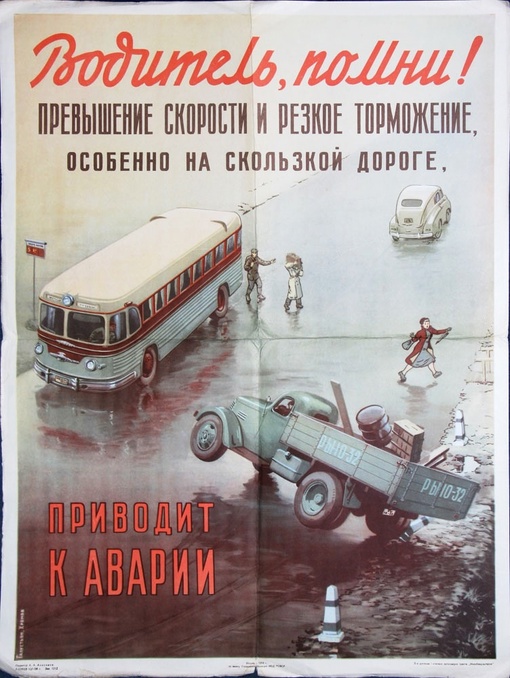 Водитель, помни!
ПРЕВЫШЕНИЕ СКОРОСТИ И РЕЗКОЕ ТОРМОЖЕНИЕ,
ОСОБЕННО НА СКОЛЬЗКОЙ ДОРОГЕ,
РЫ 10-32
РЫ 10-32
ПРИВОДИТ
К АВАРИИ